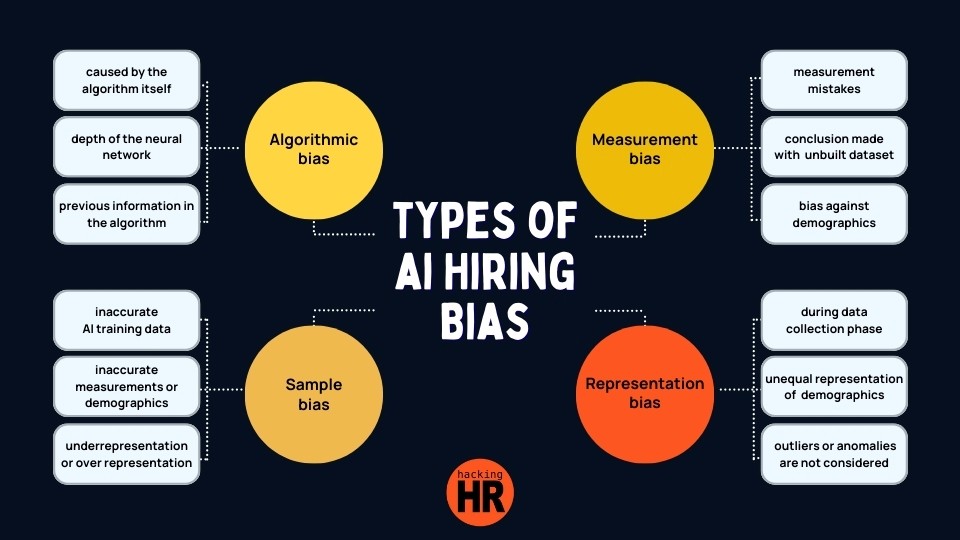 caused by the
algorithm itself
depth of the neural
network
previous information in
the algorithm
Algorithmic
bias
Measurement
bias
measurement
mistakes
conclusion made
with unbuilt dataset
bias against
demographics
TYPES OF
AI HIRING
BIAS
inaccurate
AI training data
inaccurate
measurements or
demographics
underrepresentation
or over representation
Sample
bias
Representation
bias
during data
collection phase
unequal representation
of demographics
outliers or anomalies
are not considered
hacking
HR